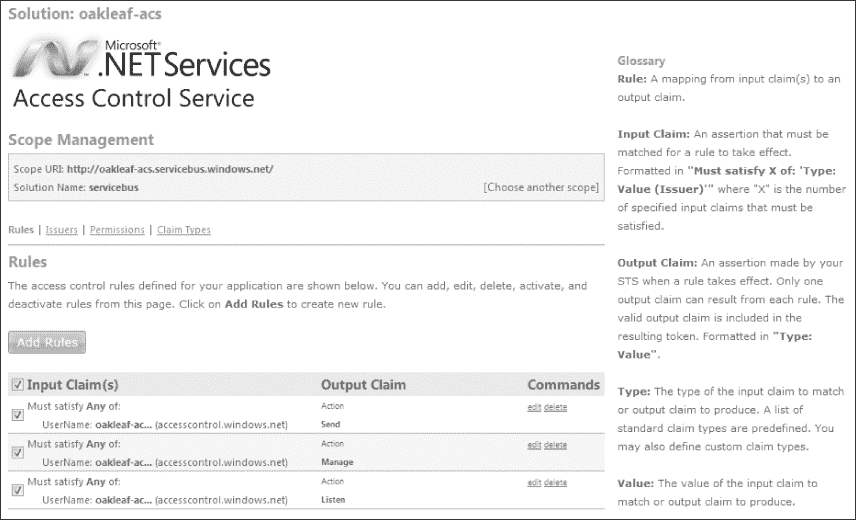 Solution: oakleaf-acs
Microsoft®
.NET Services
Access Control Service
Scope Management
Scope URI: http://oakleaf-acs.servicebus.windows.net/
Solution Name: servicebus
[Choose another scope]
Rules | Issuers | Permissions | Claim Types
Rules
The access control rules defined for your application are shown below. You can add, edit, delete, activate, and
deactivate rules from this page. Click on Add Rules to create new rule.
Add Rules
Input Claim(s) Output Claim Commands
Must satisfy Any of: Action edit delete
UserName: oakleaf-ac... (accesscontrol.windows.net) Send
Must satisfy Any of: Action edit delete
UserName: oakleaf-ac... (accesscontrol.windows.net) Manage
Must satisfy Any of: Action edit delete
UserName: oakleaf-ac... (accesscontrol.windows.net) Listen
Glossary
Rule: A mapping from input claim(s) to an
output claim.
Input Claim: An assertion that must be
matched for a rule to take effect.
Formatted in "Must satisfy X of: 'Type:
Value (Issuer)'" where "X" is the number
of specified input claims that must be
satisfied.
Output Claim: An assertion made by your
STS when a rule takes effect. Only one
output claim can result from each rule. The
valid output claim is included in the
resulting token. Formatted in "Type:
Value".
Type: The type of the input claim to match
or output claim to produce. A list of
standard claim types are predefined. You
may also define custom claim types.
Value: The value of the input claim to
match or output claim to produce.